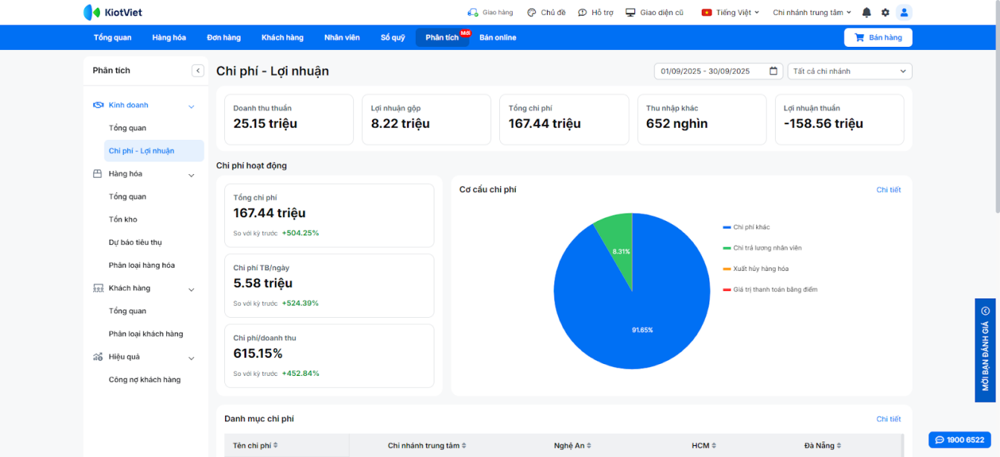 KiotViet
Giao hàng
Chủ đề
Hỗ trợ
Giao diện cũ
Tiếng Việt
Chi nhánh trung tâm
Tổng quan
Hàng hóa
Đơn hàng
Khách hàng
Nhân viên
Sổ quỹ
Phân tích
Mới
Bán online
Bán hàng
Phân tích
Kinh doanh
Tổng quan
Chi phí - Lợi nhuận
Hàng hóa
Tổng quan
Tồn kho
Dự báo tiêu thụ
Phân loại hàng hóa
Khách hàng
Tổng quan
Phân loại khách hàng
Hiệu quả
Công nợ khách hàng
Chi phí - Lợi nhuận
01/09/2025 - 30/09/2025
Tất cả chi nhánh
Doanh thu thuần
25.15 triệu
Lợi nhuận gộp
8.22 triệu
Tổng chi phí
167.44 triệu
Thu nhập khác
652 nghìn
Lợi nhuận thuần
-158.56 triệu
Chi phí hoạt động
Tổng chi phí
167.44 triệu
So với kỳ trước +504.25%
Chi phí TB/ngày
5.58 triệu
So với kỳ trước +524.39%
Chi phí/doanh thu
615.15%
So với kỳ trước +452.84%
Cơ cấu chi phí
Chi tiết
8.31%
91.65%
Chi phí khác
Chi trả lương nhân viên
Xuất hủy hàng hóa
Giá trị thanh toán bằng điểm
Danh mục chi phí
Chi tiết
Tên chi phí
Chi nhánh trung tâm
Nghệ An
HCM
Đà Nẵng
MỜI BẠN ĐÁNH GIÁ
1900 6522